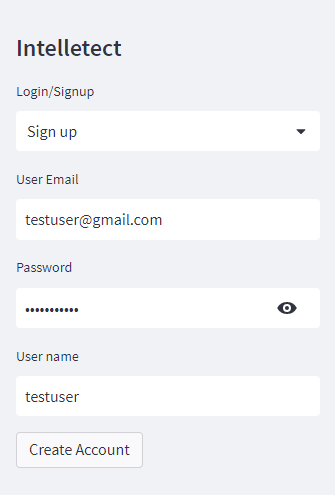 Intelletect
Login/Signup
Sign up
User Email
testuser@gmail.com
Password
•••••••••••
User name
testuser
Create Account